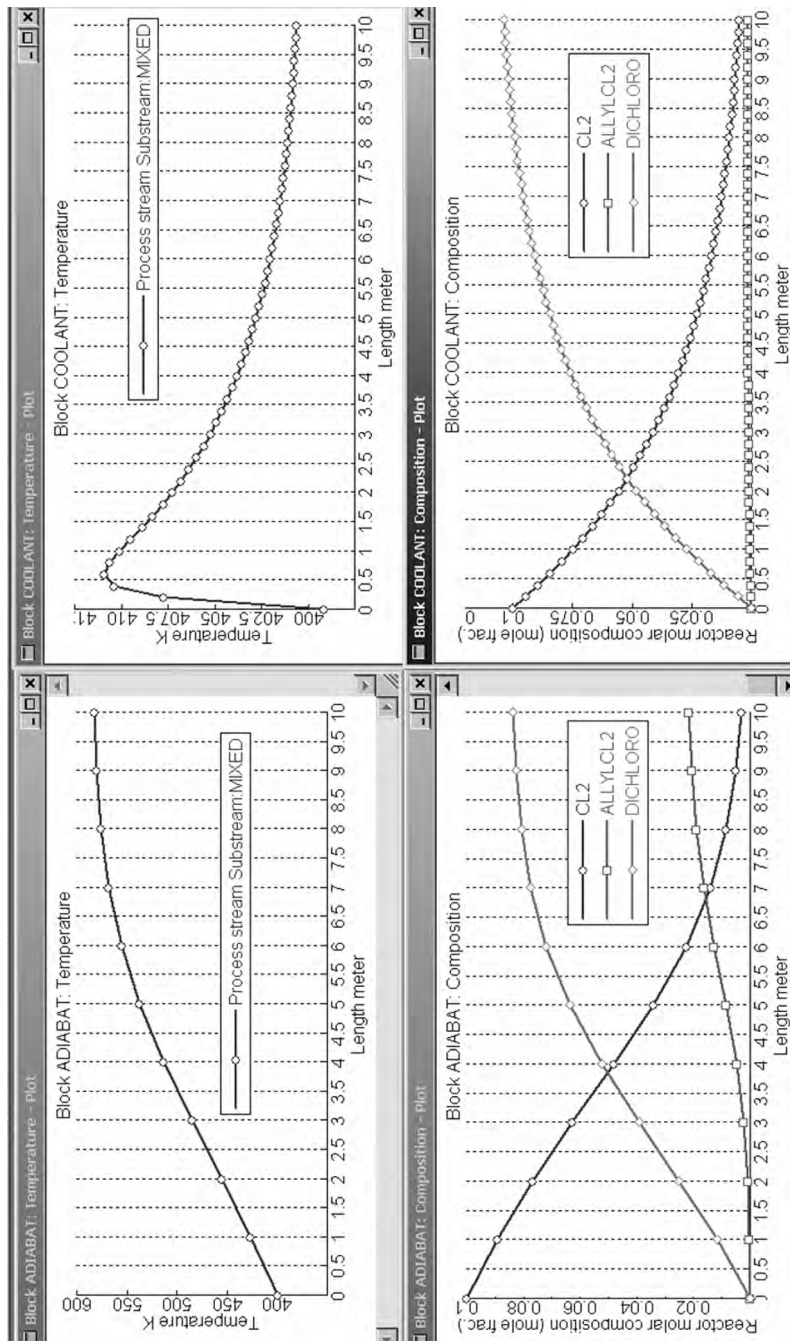 Block ADIABAT: Temperature - Plot
Block ADIABAT: Temperature
Temperature K
600
550
500
450
400
0.5 1 1.5 2 2.5 3 3.5 4 4.5 5 5.5 6 6.5 7 7.5 8 8.5 9 9.5 10
Length meter
Process stream Substream:MIXED
Block COOLANT: Temperature - Plot
Block COOLANT: Temperature
Temperature K
41
410
407.5
405
402.5
400
0 0.5 1 1.5 2 2.5 3 3.5 4 4.5 5 5.5 6 6.5 7 7.5 8 8.5 9 9.5 10
Length meter
Process stream Substream:MIXED
Block ADIABAT: Composition - Plot
Block ADIABAT: Composition
Reactor molar composition (mole frac.)
0.1
0.08
0.06
0.04
0.02
0.5 1 1.5 2 2.5 3 3.5 4 4.5 5 5.5 6 6.5 7 7.5 8 8.5 9 9.5 10
Length meter
CL2
ALLYLCL2
DICHLORO
Block COOLANT: Composition - Plot
Block COOLANT: Composition
Reactor molar composition (mole frac.)
0
0.1
0.075
0.05
0.025
0 0.5 1 1.5 2 2.5 3 3.5 4 4.5 5 5.5 6 6.5 7 7.5 8 8.5 9 9.5 10
Length meter
CL2
ALLYLCL2
DICHLORO